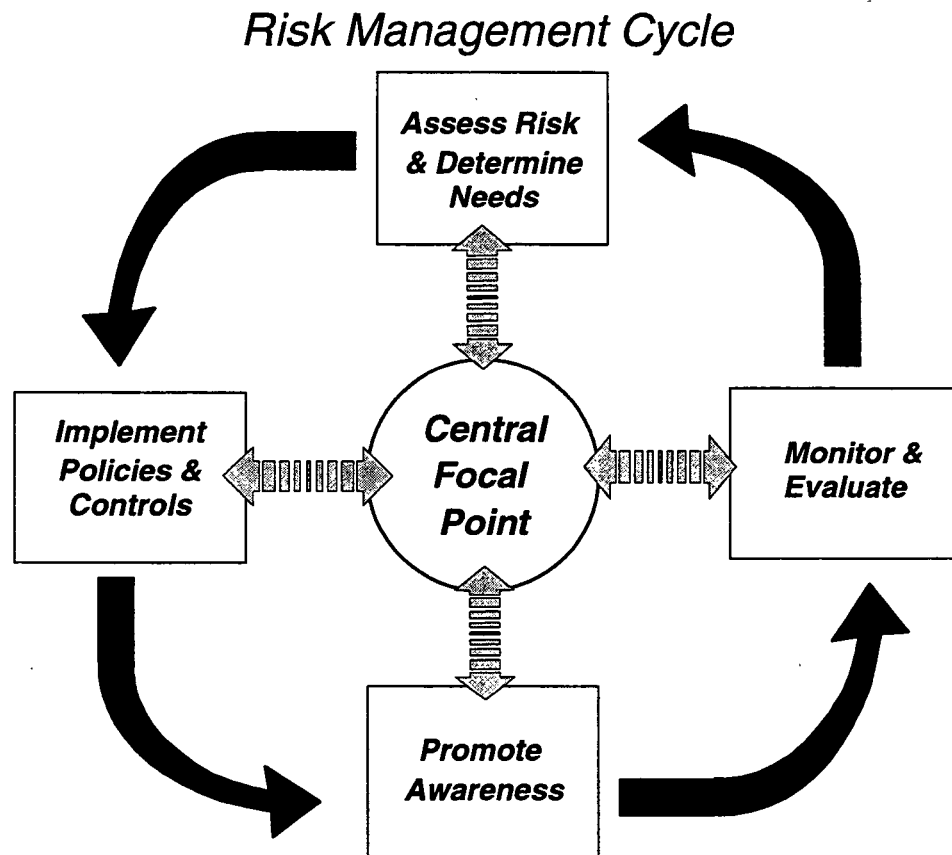 Risk Management Cycle
Assess Risk
& Determine
Needs
Implement
Policies &
Controls
Central
Focal
Point
Monitor &
Evaluate
Promote
Awareness